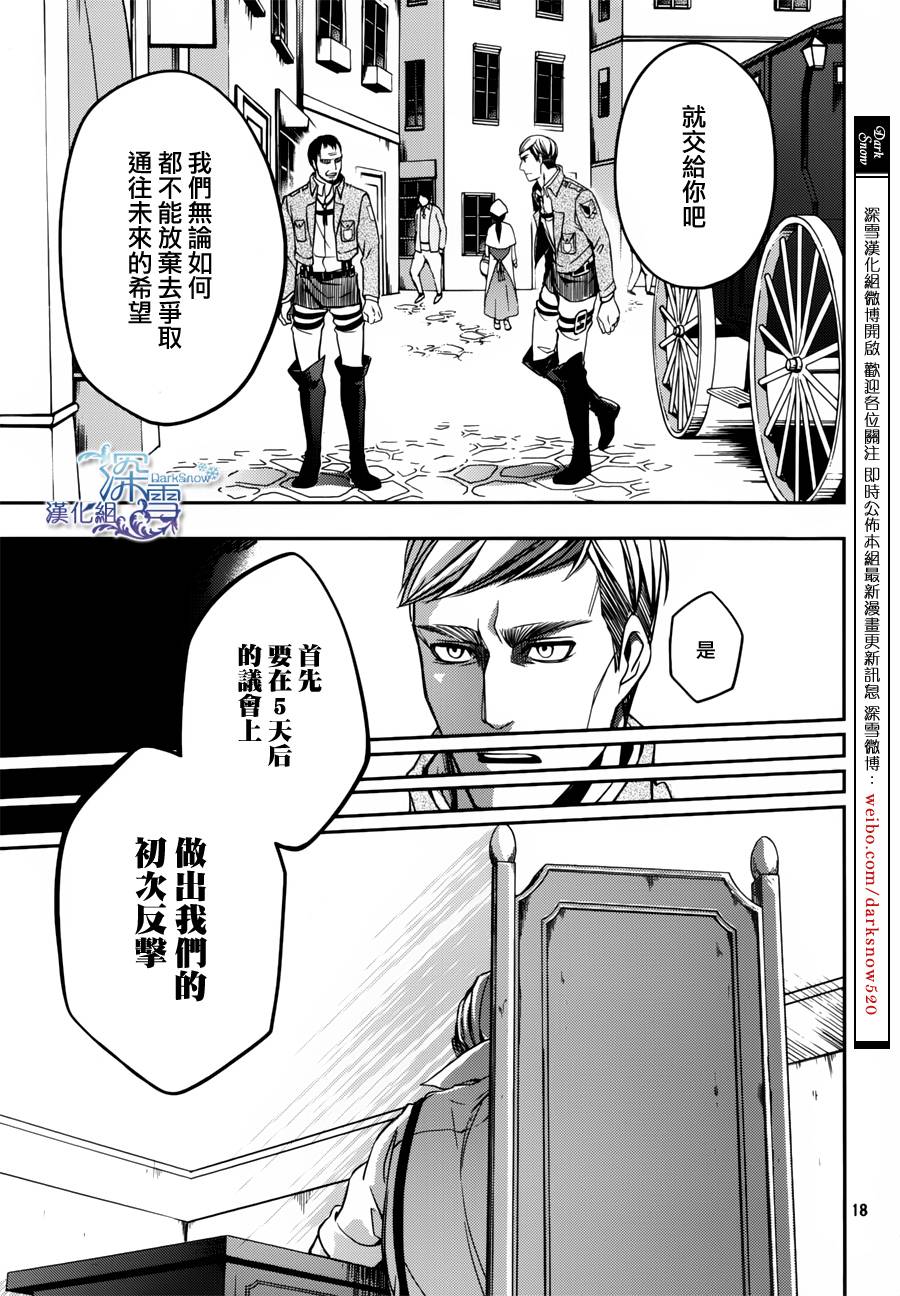 就交給你吧
我們無論如何
都不能放棄去爭取
通往未來的希望
是
首先
要在5天后
的議會上
做出我們的
初次反擊
深雪
DarkSnow
漢化組
Dark
Snow
深雪漢化組微博開啟 歡迎各位關注 即時公佈本組最新漫畫更新訊息 深雪微博： weibo.com/darksnow520
18